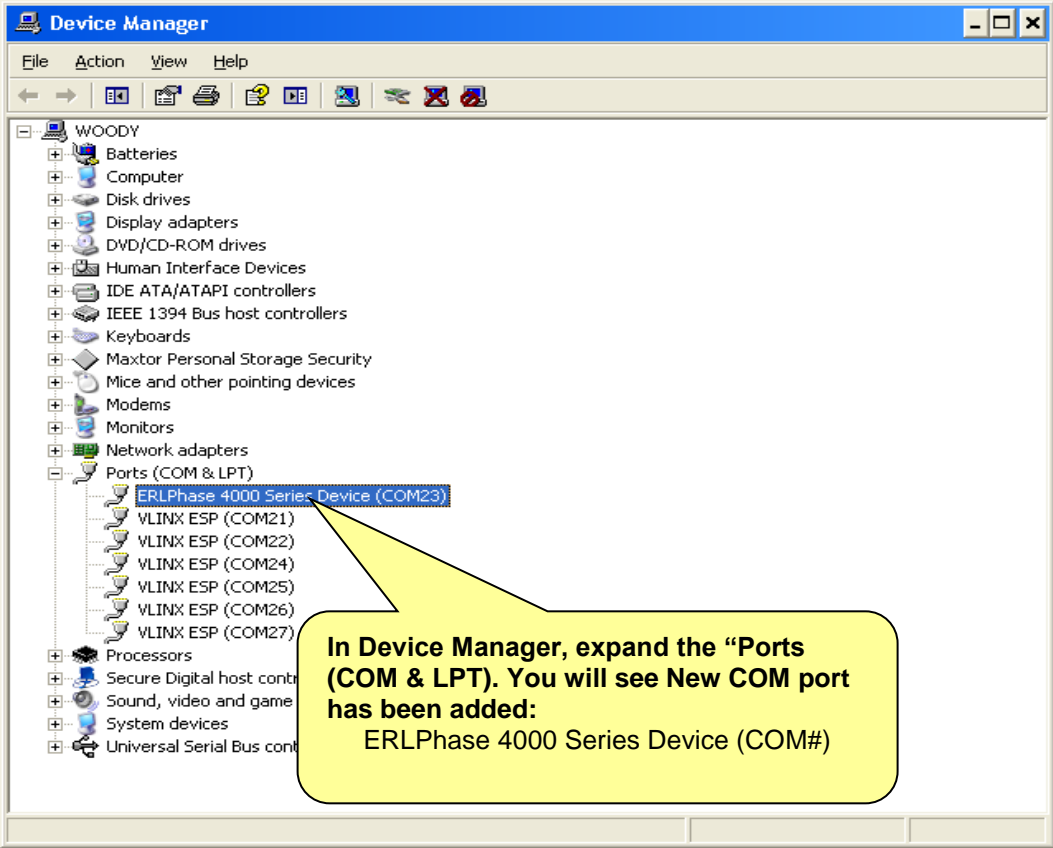 Device Manager
File Action View Help
WOODY
Batteries
Computer
Disk drives
Display adapters
DVD/CD-ROM drives
Human Interface Devices
IDE ATA/ATAPI controllers
IEEE 1394 Bus host controllers
Keyboards
Maxtor Personal Storage Security
Mice and other pointing devices
Modems
Monitors
Network adapters
Ports (COM & LPT)
ERLPhase 4000 Series Device (COM23)
VLINX ESP (COM21)
VLINX ESP (COM22)
VLINX ESP (COM24)
VLINX ESP (COM25)
VLINX ESP (COM26)
VLINX ESP (COM27)
Processors
Secure Digital host contr
Sound, video and game
System devices
Universal Serial Bus cont
In Device Manager, expand the “Ports
(COM & LPT). You will see New COM port
has been added:
ERLPhase 4000 Series Device (COM#)